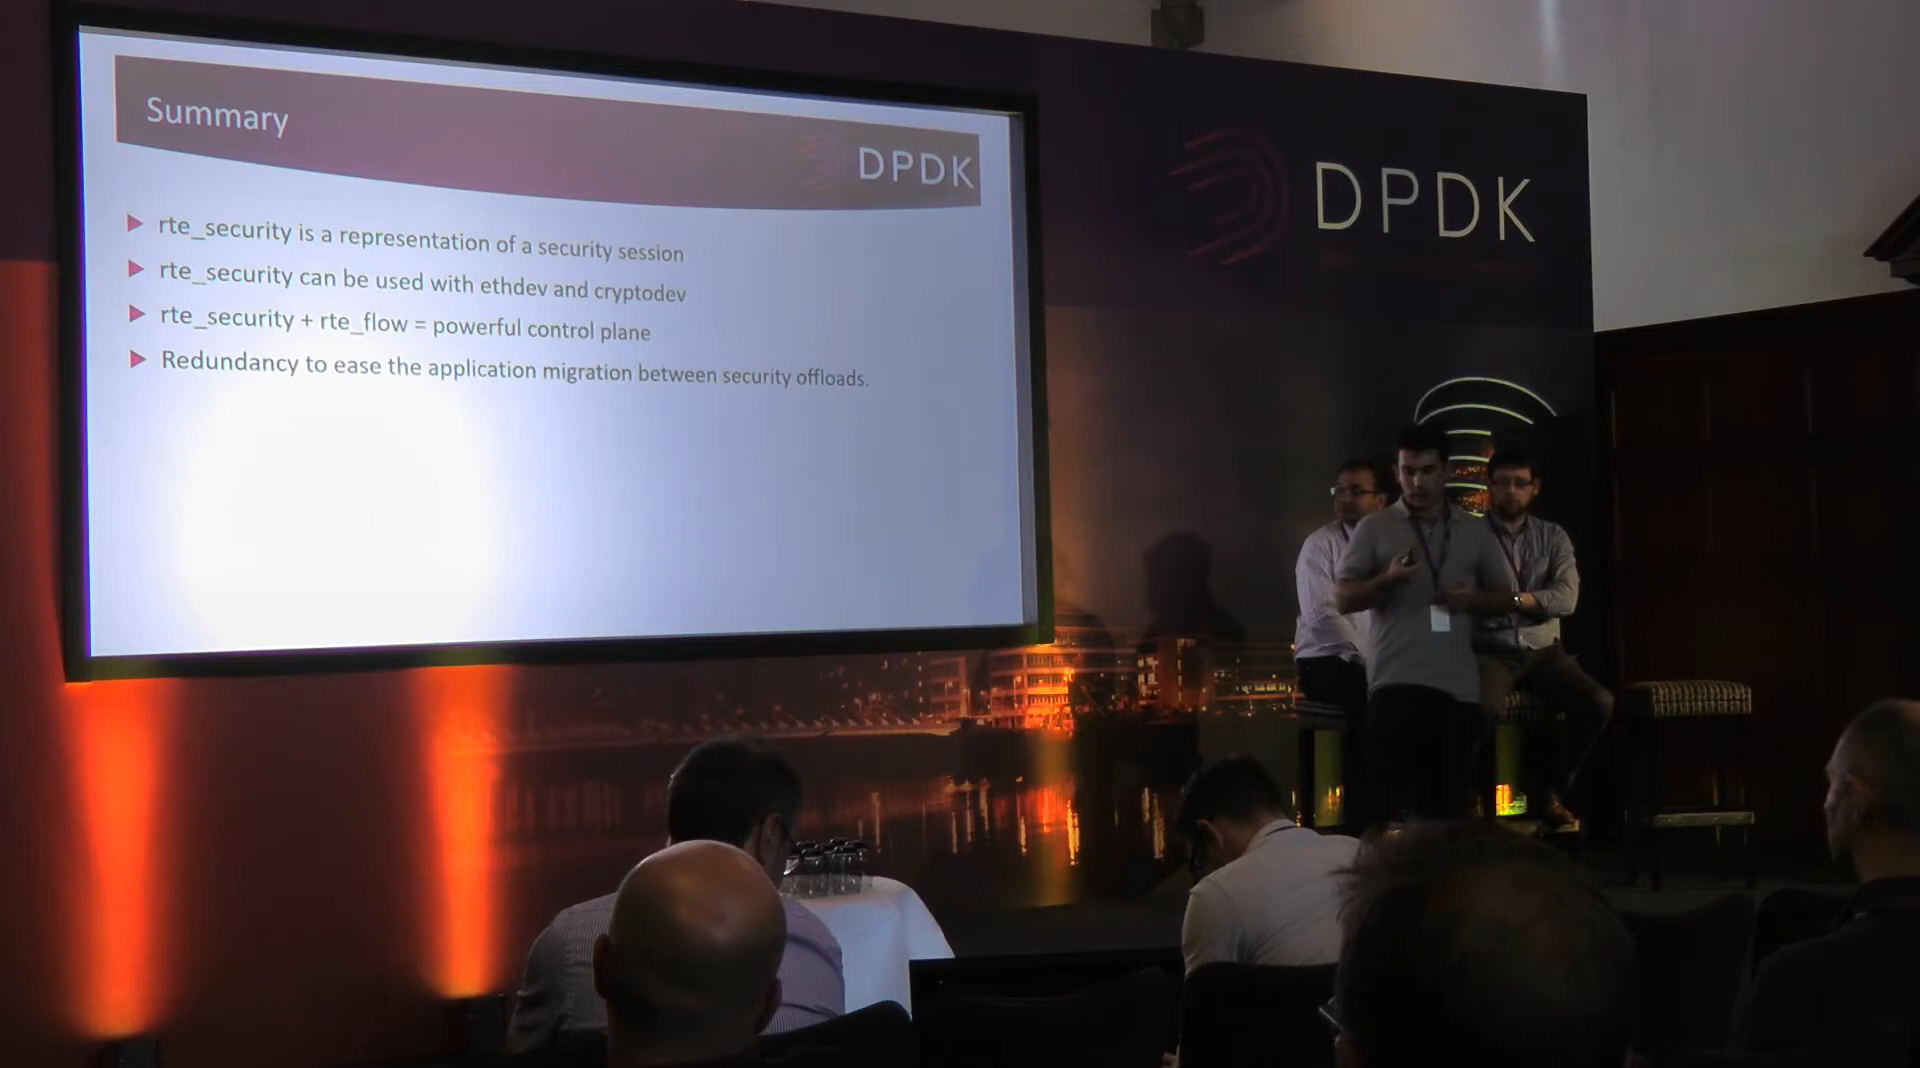 Summary
DPDK
rte_security is a representation of a security session
rte_security can be used with ethdev and cryptodev
rte_security + rte_flow = powerful control plane
Redundancy to ease the application migration between security offloads.
DPDK